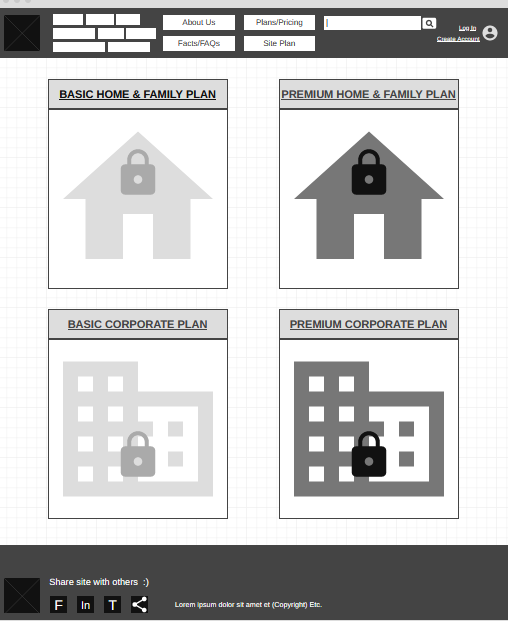 About Us
Plans/Pricing
Facts/FAQs
Site Plan
Log In
Create Account
BASIC HOME & FAMILY PLAN
PREMIUM HOME & FAMILY PLAN
BASIC CORPORATE PLAN
PREMIUM CORPORATE PLAN
Share site with others :)
F In T
Lorem ipsum dolor sit amet et (Copyright) Etc.